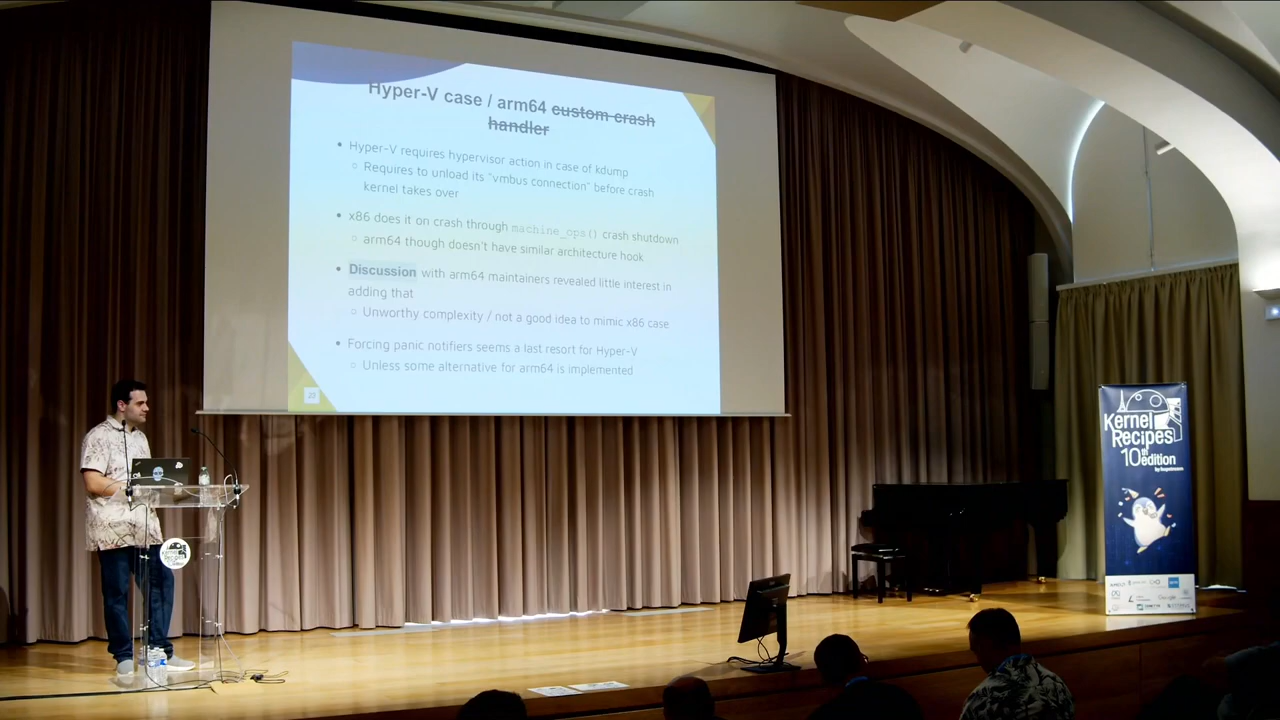 Hyper-V case / arm64 custom crash
handler
• Hyper-V requires hypervisor action in case of kdump
○ Requires to unload its "vmbus connection" before crash
kernel takes over
• x86 does it on crash through machine_ops() crash shutdown
○ arm64 though doesn't have similar architecture hook
• Discussion with arm64 maintainers revealed little interest in
adding that
○ Unworthy complexity / not a good idea to mimic x86 case
• Forcing panic notifiers seems a last resort for Hyper-V
○ Unless some alternative for arm64 is implemented
Kernel
Recipes
10th edition
Kernel
Recipes